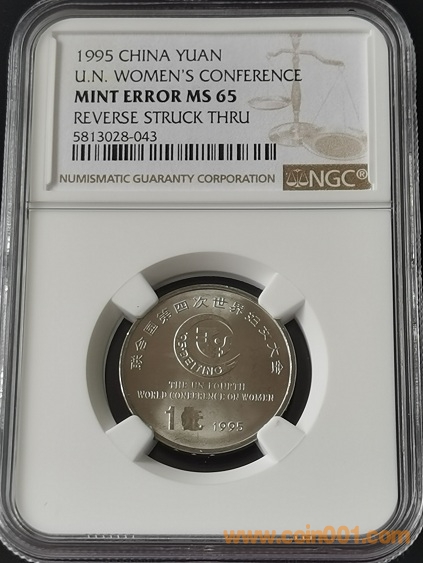 1995 CHINA YUAN
U.N. WOMEN'S CONFERENCE
MINT ERROR MS 65
REVERSE STRUCK THRU
5813028-043
NUMISMATIC GUARANTY CORPORATION
NGC®
联合国第四次世界妇女大会
'95·BEIJING
THE UN FOURTH
WORLD CONFERENCE ON WOMEN
1 1995
www.coin001.com